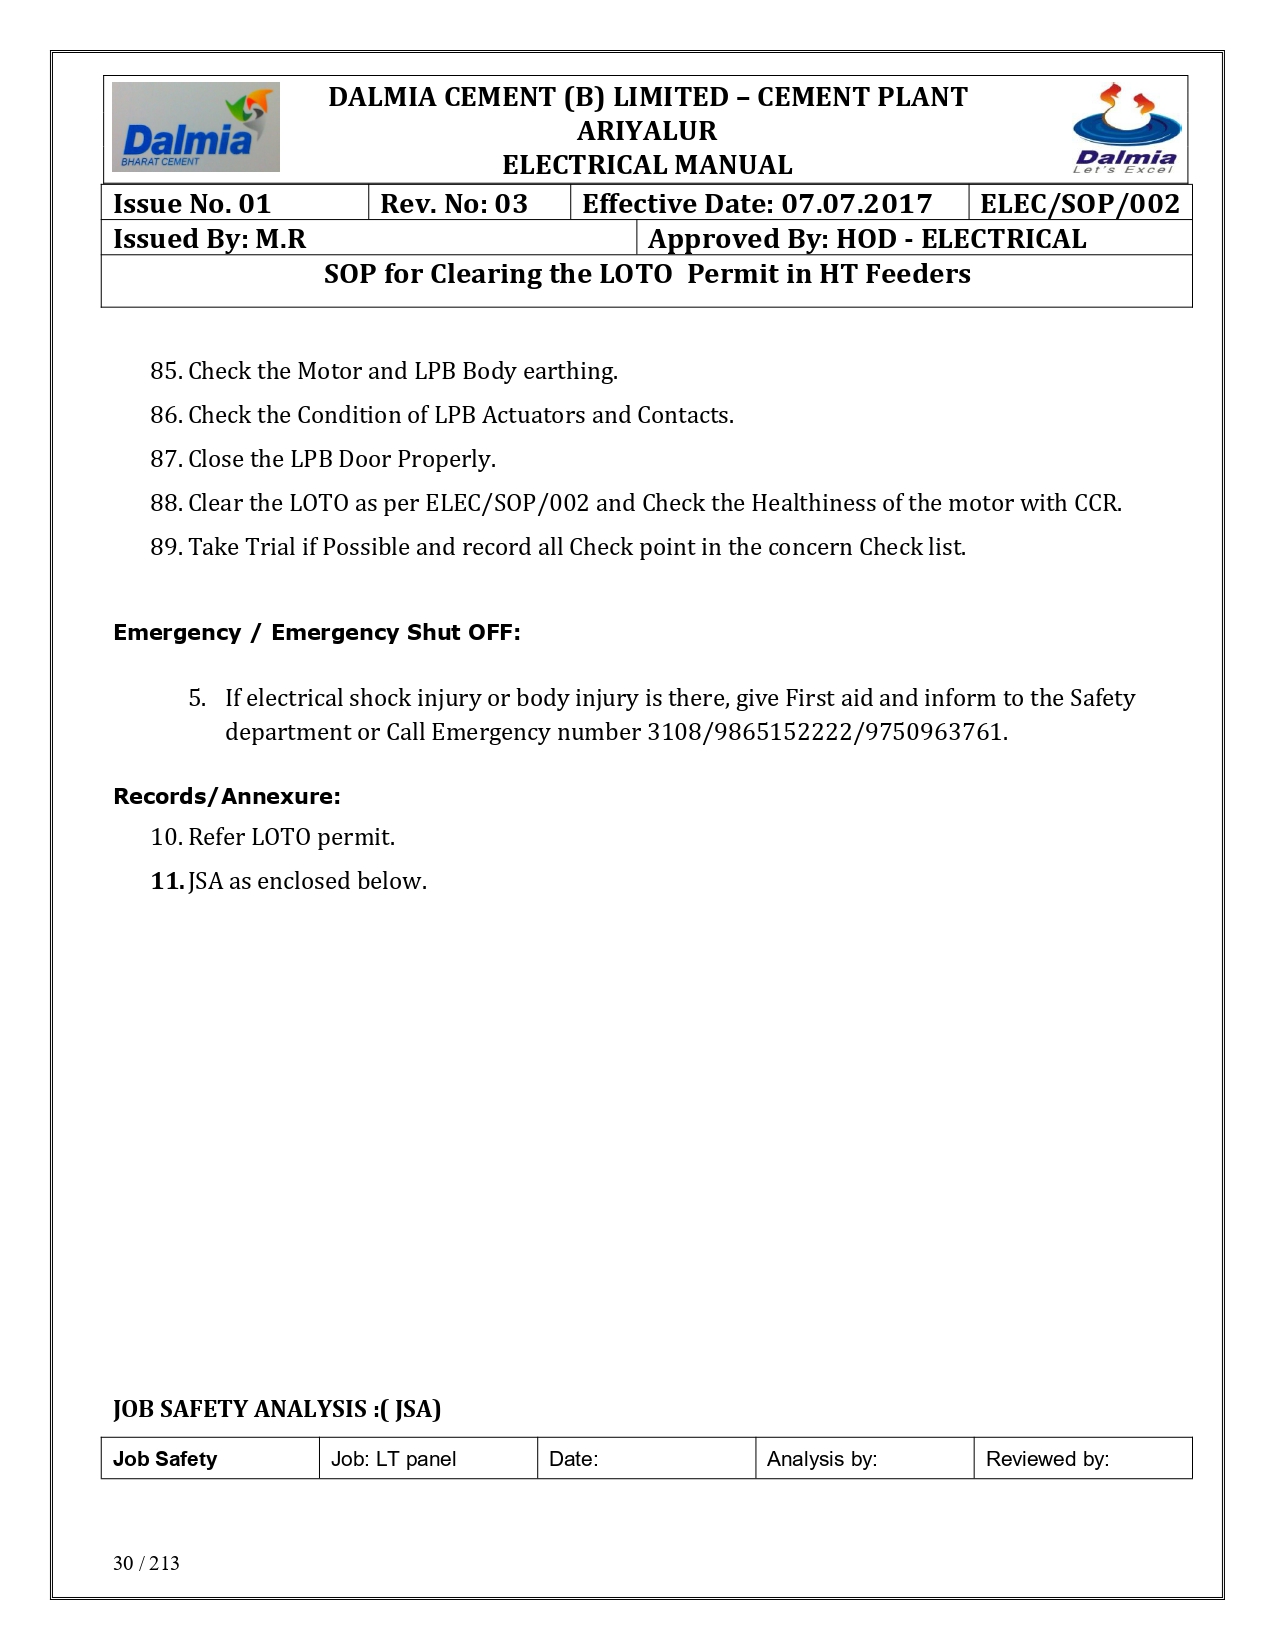 Dalmia
BHARAT CEMENT
DALMIA CEMENT (B) LIMITED – CEMENT PLANT
ARIYALUR
ELECTRICAL MANUAL
Dalmia
Let's Excel
Issue No. 01 Rev. No: 03 Effective Date: 07.07.2017 ELEC/SOP/002
Issued By: M.R Approved By: HOD - ELECTRICAL
SOP for Clearing the LOTO Permit in HT Feeders
85. Check the Motor and LPB Body earthing.
86. Check the Condition of LPB Actuators and Contacts.
87. Close the LPB Door Properly.
88. Clear the LOTO as per ELEC/SOP/002 and Check the Healthiness of the motor with CCR.
89. Take Trial if Possible and record all Check point in the concern Check list.
Emergency / Emergency Shut OFF:
5. If electrical shock injury or body injury is there, give First aid and inform to the Safety
department or Call Emergency number 3108/9865152222/9750963761.
Records/Annexure:
10. Refer LOTO permit.
11. JSA as enclosed below.
JOB SAFETY ANALYSIS :( JSA)
Job Safety Job: LT panel Date: Analysis by: Reviewed by:
30 / 213